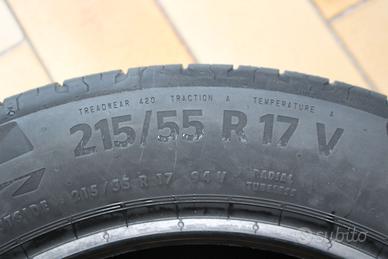 TREADWEAR 420 TRACTION A TEMPERATURE A
215/55 R 17 V
215/55 R 17 94 V RADIAL TUBELESS
subito